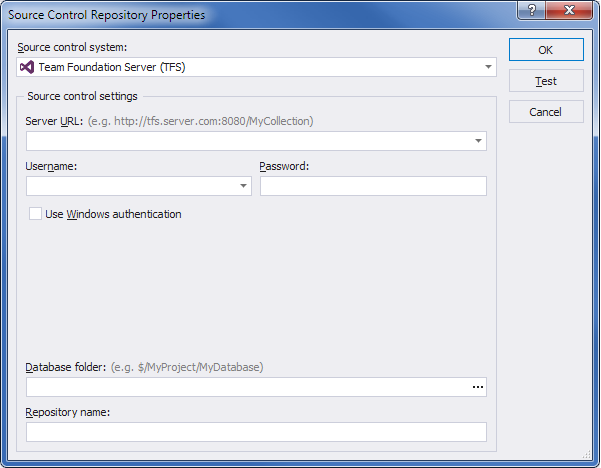 Source Control Repository Properties
?
Source control system:
Team Foundation Server (TFS)
OK
Test
Cancel
Source control settings
Server URL: (e.g. http://tfs.server.com:8080/MyCollection)
Username: Password:
Use Windows authentication
Database folder: (e.g. $/MyProject/MyDatabase)
...
Repository name: